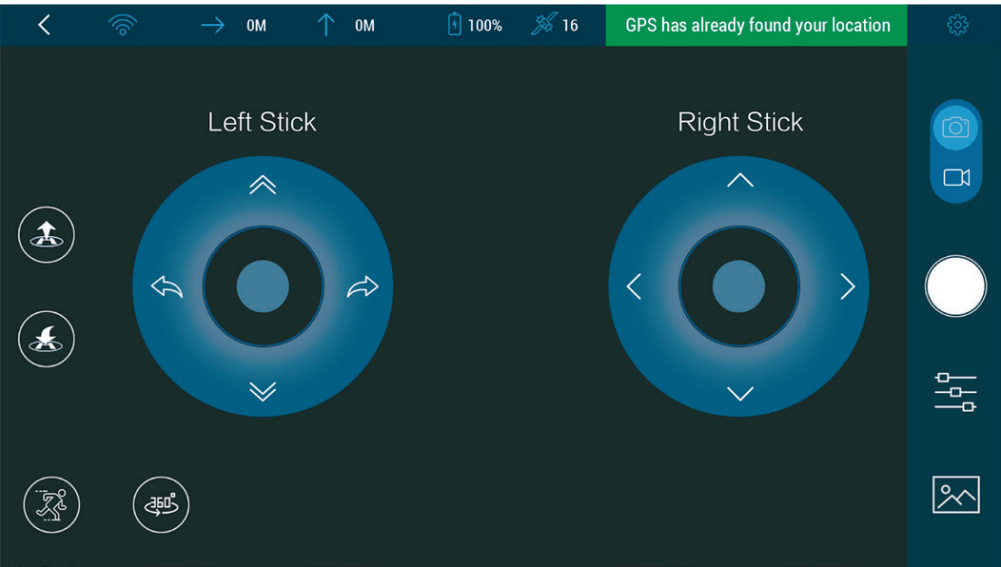 0M
0M
100%
16
GPS has already found your location
Left Stick
Right Stick
360°